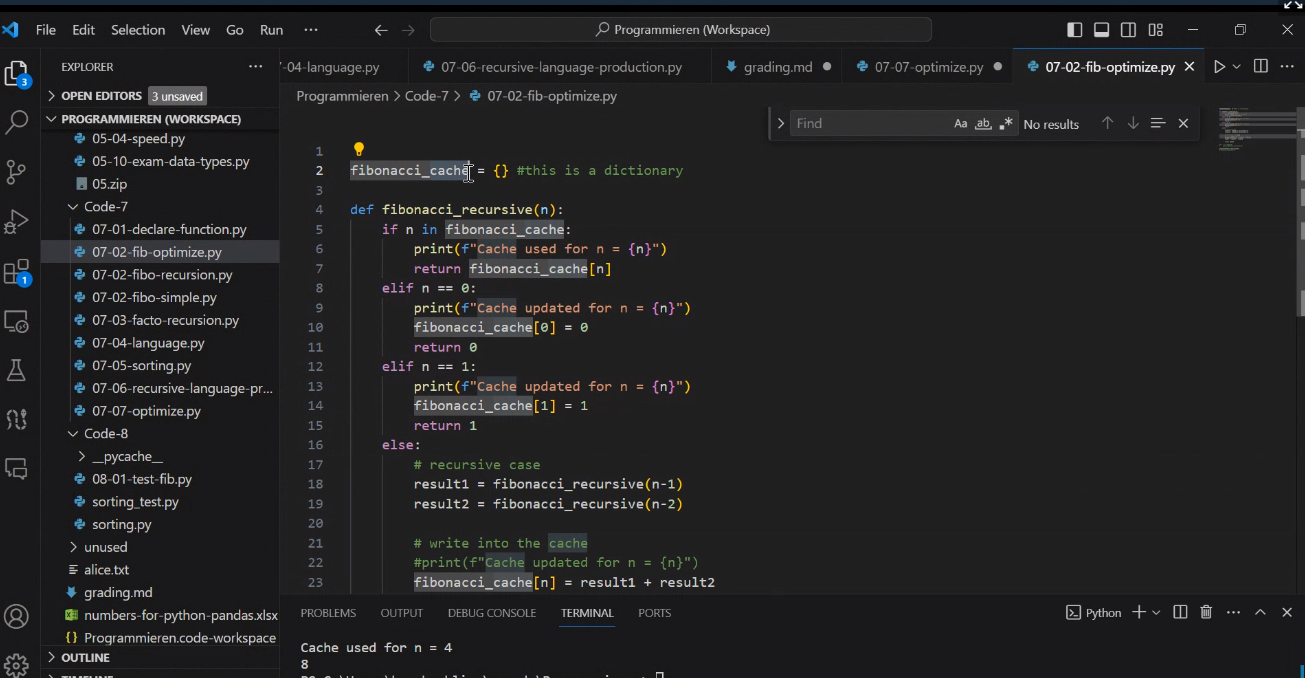 File Edit Selection View Go Run ··· Programmieren (Workspace)
EXPLORER ···
-04-language.py 07-06-recursive-language-production.py grading.md 07-07-optimize.py 07-02-fib-optimize.py
OPEN EDITORS 3 unsaved
Programmieren > Code-7 > 07-02-fib-optimize.py
PROGRAMMIEREN (WORKSPACE)
Find Aa ab No results
05-04-speed.py
05-10-exam-data-types.py
05.zip
Code-7
07-01-declare-function.py
07-02-fib-optimize.py
07-02-fibo-recursion.py
07-02-fibo-simple.py
07-03-facto-recursion.py
07-04-language.py
07-05-sorting.py
07-06-recursive-language-pr...
07-07-optimize.py
Code-8
__pycache__
08-01-test-fib.py
sorting_test.py
sorting.py
unused
alice.txt
grading.md
numbers-for-python-pandas.xlsx
{} Programmieren.code-workspace
OUTLINE
3
1
1
2 fibonacci_cache = {} #this is a dictionary
3
4 def fibonacci_recursive(n):
5 if n in fibonacci_cache:
6 print(f"Cache used for n = {n}")
7 return fibonacci_cache[n]
8 elif n == 0:
9 print(f"Cache updated for n = {n}")
10 fibonacci_cache[0] = 0
11 return 0
12 elif n == 1:
13 print(f"Cache updated for n = {n}")
14 fibonacci_cache[1] = 1
15 return 1
16 else:
17 # recursive case
18 result1 = fibonacci_recursive(n-1)
19 result2 = fibonacci_recursive(n-2)
20
21 # write into the cache
22 #print(f"Cache updated for n = {n}")
23 fibonacci_cache[n] = result1 + result2
PROBLEMS OUTPUT DEBUG CONSOLE TERMINAL PORTS Python
Cache used for n = 4
8